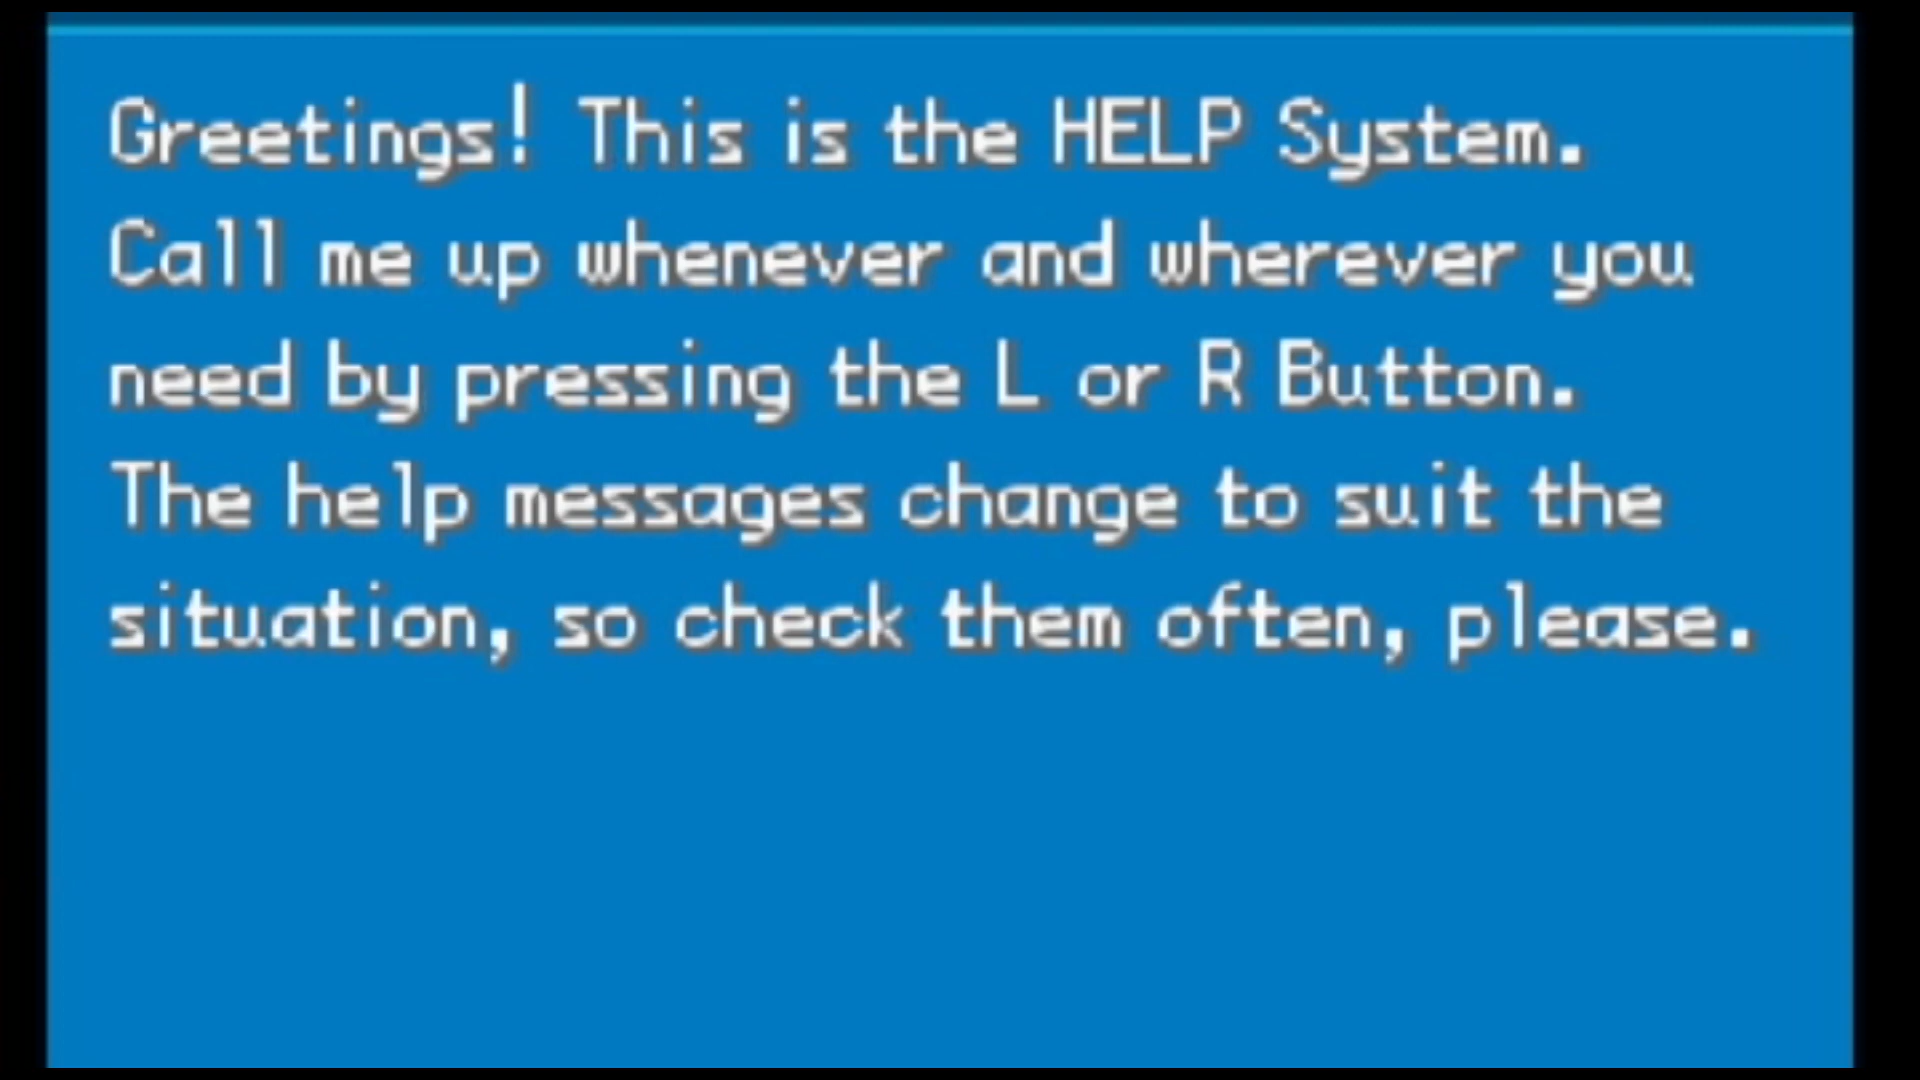 Greetings! This is the HELP System.
Call me up whenever and wherever you
need by pressing the L or R Button.
The help messages change to suit the
situation, so check them often, please.